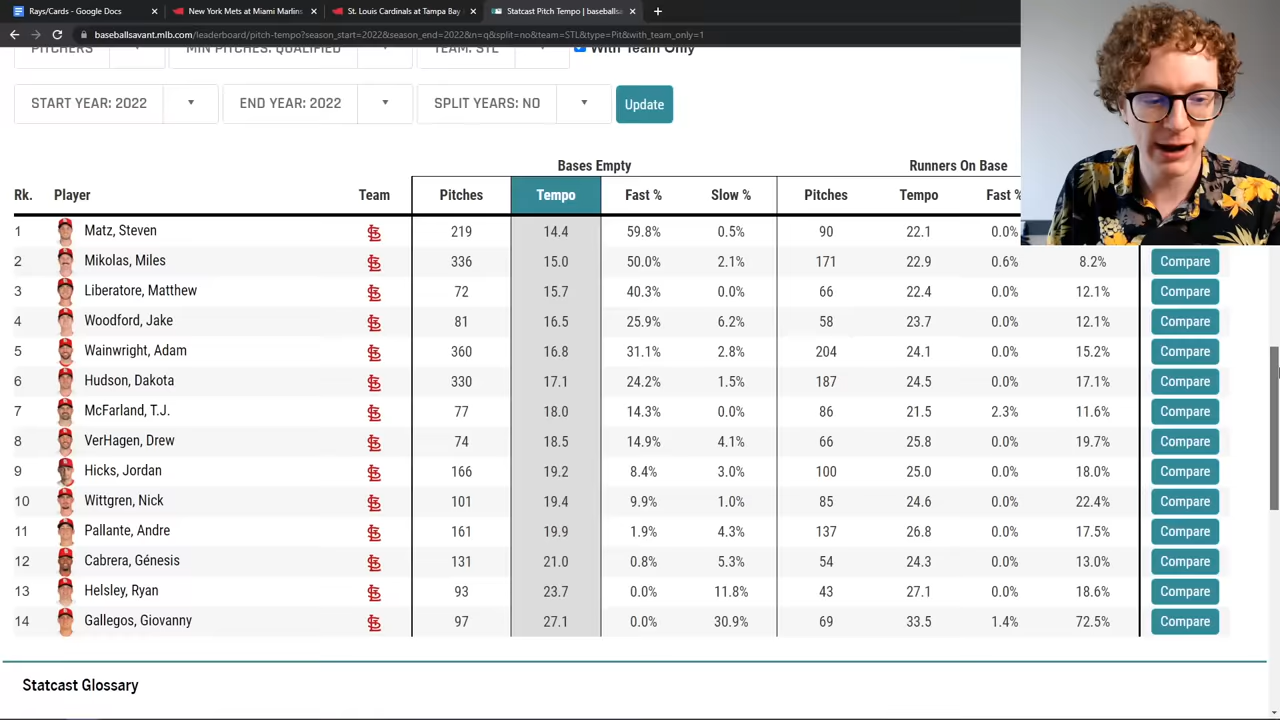 Rays/Cards - Google Docs
New York Mets at Miami Marlins
St. Louis Cardinals at Tampa Bay
Statcast Pitch Tempo | baseballs
baseballsavant.mlb.com/leaderboard/pitch-tempo?season_start=2022&season_end=2022&n=q&split=no&team=STL&type=Pit&with_team_only=1
PITCHERS MIN PITCHES: QUALIFIED TEAM: STL With Team Only
START YEAR: 2022 END YEAR: 2022 SPLIT YEARS: NO Update
Bases Empty Runners On Base
Rk. Player Team Pitches Tempo Fast % Slow % Pitches Tempo Fast %
1 Matz, Steven 219 14.4 59.8% 0.5% 90 22.1 0.0%
2 Mikolas, Miles 336 15.0 50.0% 2.1% 171 22.9 0.6% 8.2% Compare
3 Liberatore, Matthew 72 15.7 40.3% 0.0% 66 22.4 0.0% 12.1% Compare
4 Woodford, Jake 81 16.5 25.9% 6.2% 58 23.7 0.0% 12.1% Compare
5 Wainwright, Adam 360 16.8 31.1% 2.8% 204 24.1 0.0% 15.2% Compare
6 Hudson, Dakota 330 17.1 24.2% 1.5% 187 24.5 0.0% 17.1% Compare
7 McFarland, T.J. 77 18.0 14.3% 0.0% 86 21.5 2.3% 11.6% Compare
8 VerHagen, Drew 74 18.5 14.9% 4.1% 66 25.8 0.0% 19.7% Compare
9 Hicks, Jordan 166 19.2 8.4% 3.0% 100 25.0 0.0% 18.0% Compare
10 Wittgren, Nick 101 19.4 9.9% 1.0% 85 24.6 0.0% 22.4% Compare
11 Pallante, Andre 161 19.9 1.9% 4.3% 137 26.8 0.0% 17.5% Compare
12 Cabrera, Génesis 131 21.0 0.8% 5.3% 54 24.3 0.0% 13.0% Compare
13 Helsley, Ryan 93 23.7 0.0% 11.8% 43 27.1 0.0% 18.6% Compare
14 Gallegos, Giovanny 97 27.1 0.0% 30.9% 69 33.5 1.4% 72.5% Compare
Statcast Glossary